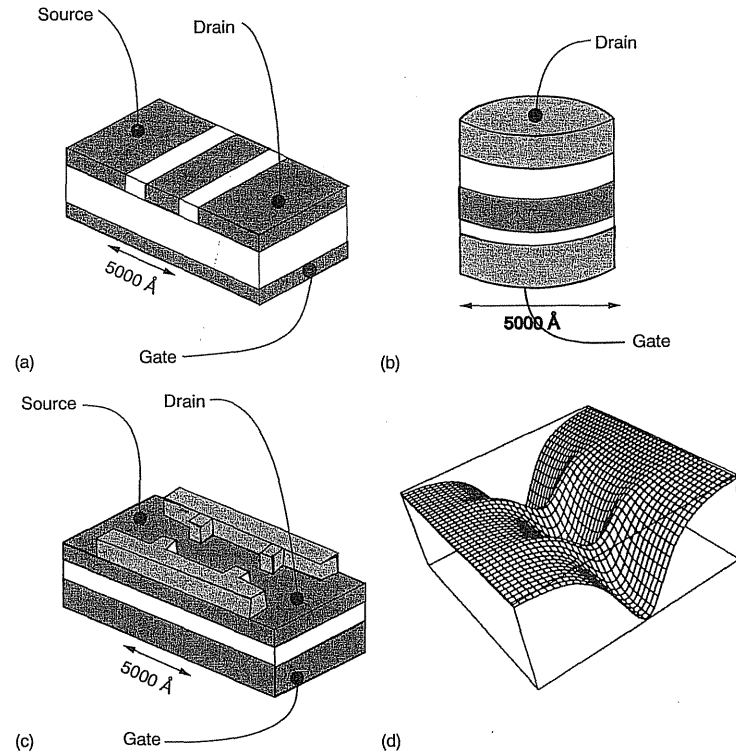 Source
Drain
5000 Å
Gate
(a)
Drain
5000 Å
Gate
(b)
Source
Drain
5000 Å
Gate
(c)
(d)